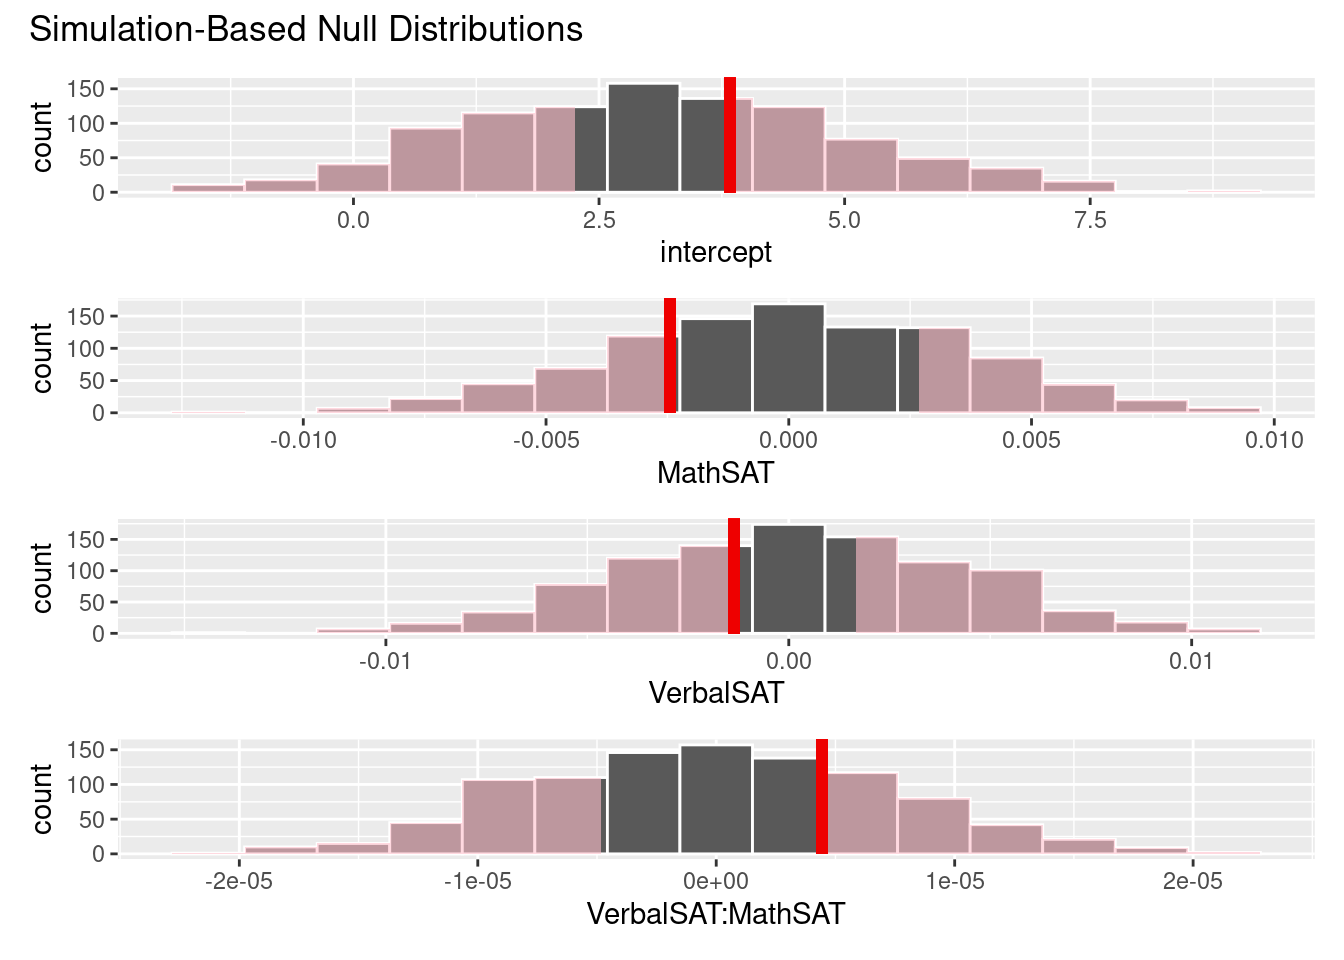 Simulation-Based Null Distributions
150
100
50
0
count
0.0 2.5 5.0 7.5
intercept
150
100
50
0
count
-0.010 -0.005 0.000 0.005 0.010
MathSAT
150
100
50
0
count
-0.01 0.00 0.01
VerbalSAT
150
100
50
0
count
-2e-05 -1e-05 0e+00 1e-05 2e-05
VerbalSAT:MathSAT